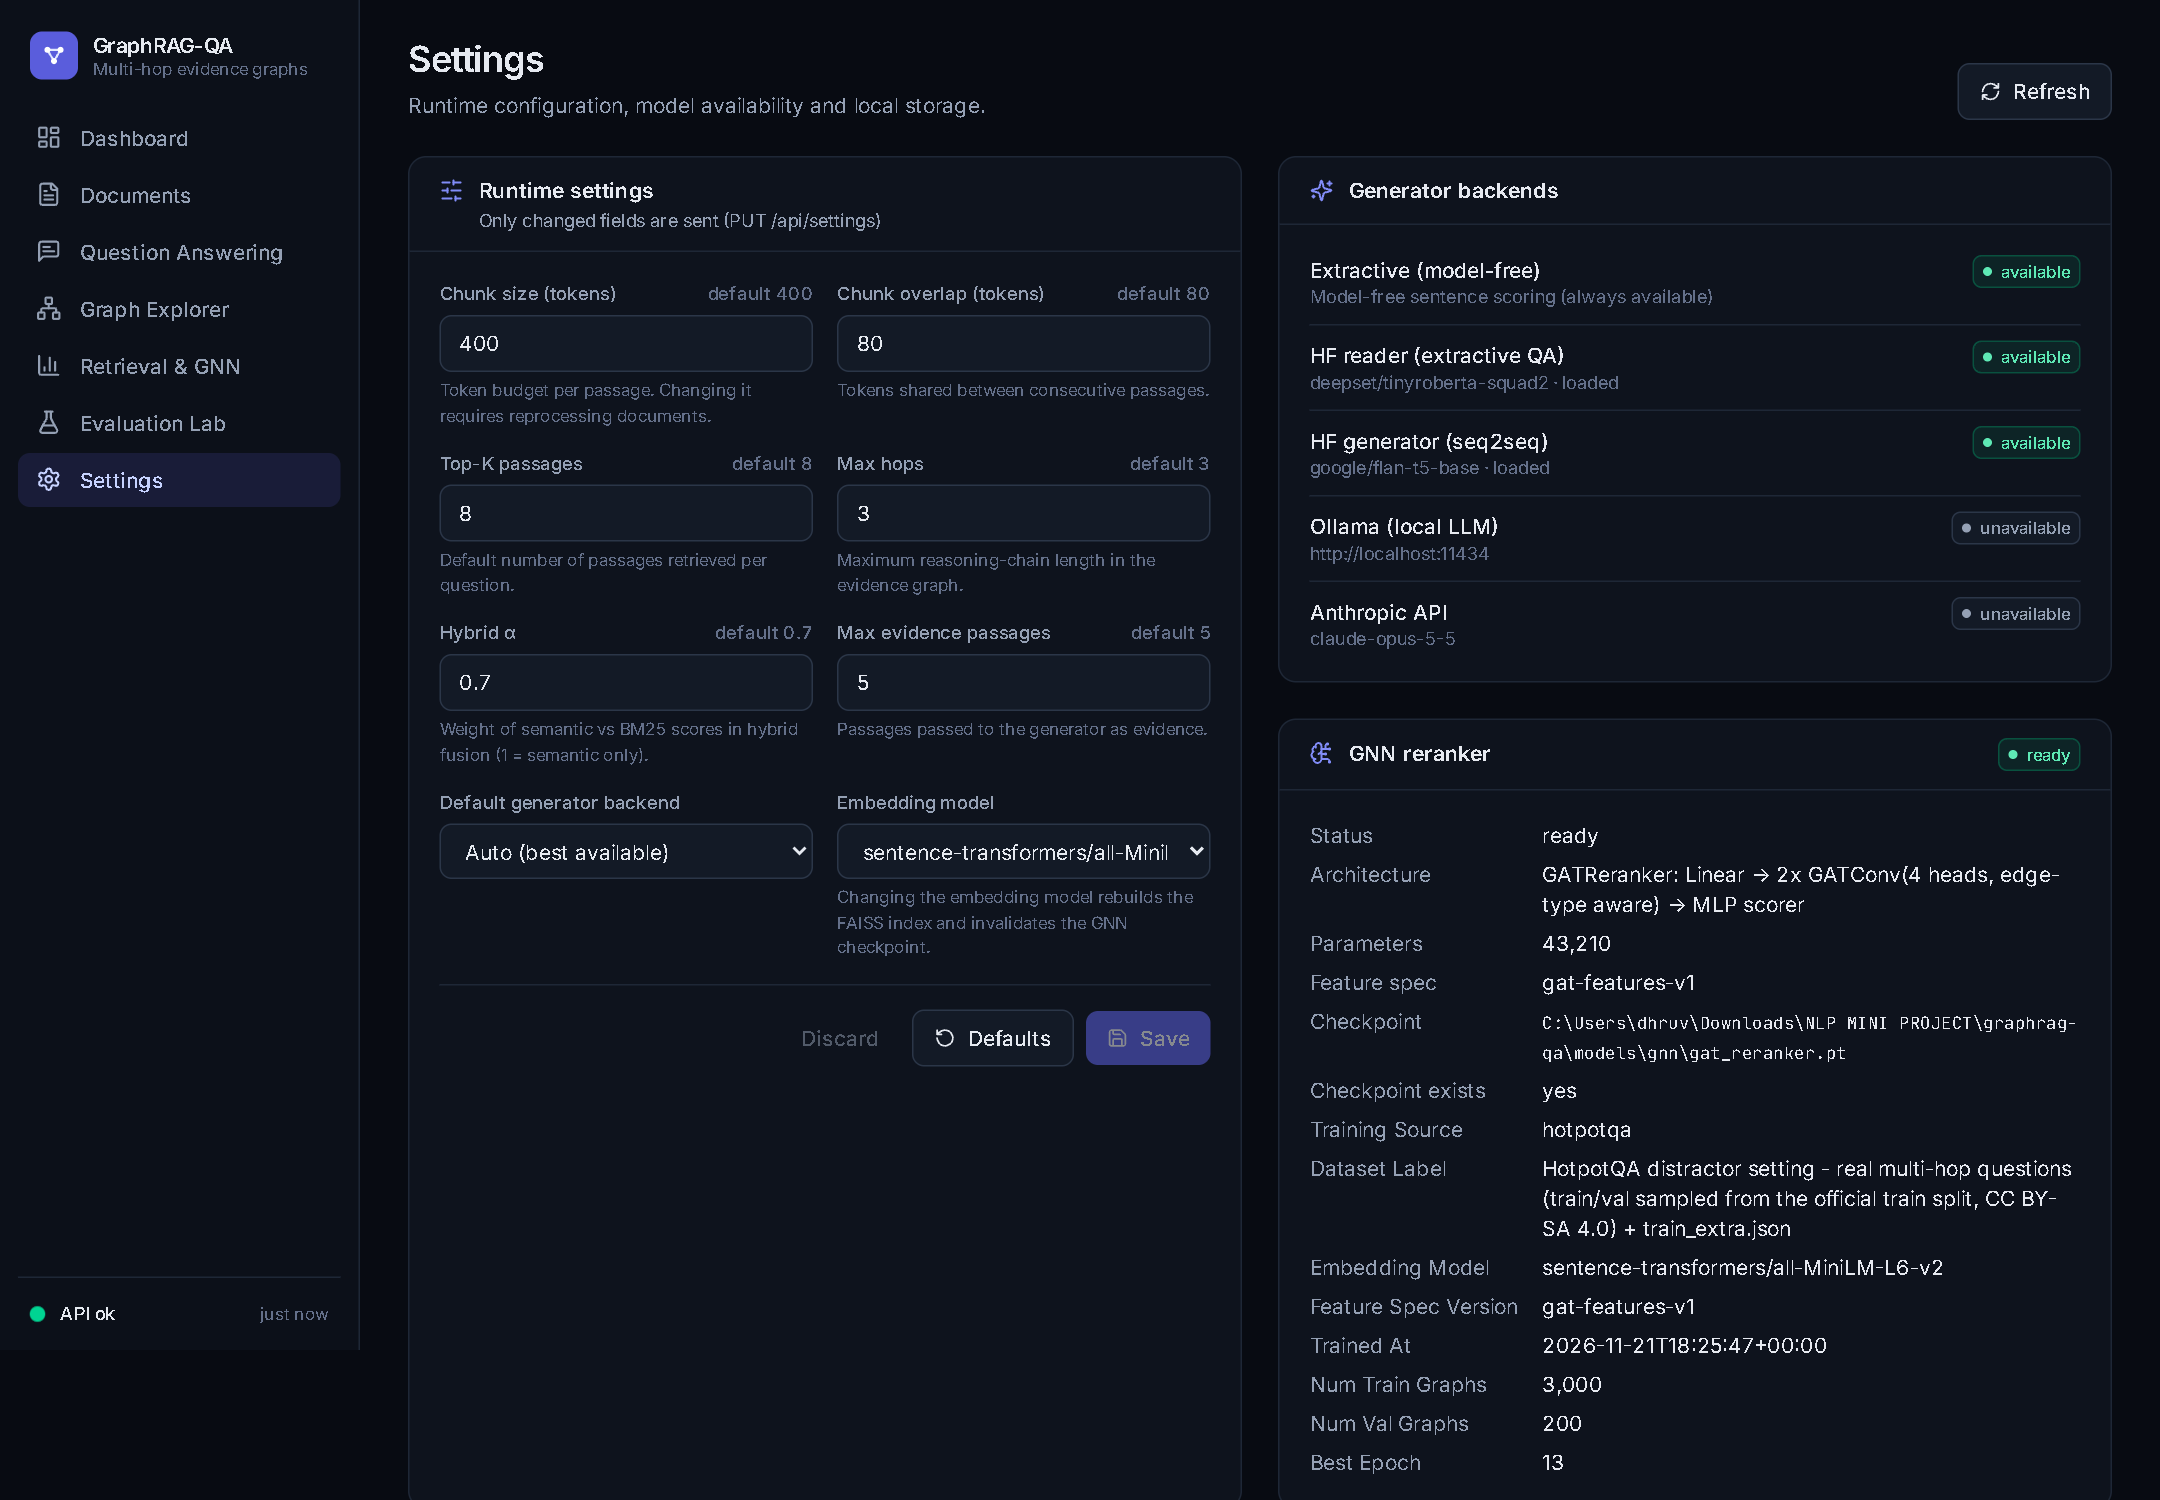 GraphRAG-QA
Multi-hop evidence graphs
Dashboard
Documents
Question Answering
Graph Explorer
Retrieval & GNN
Evaluation Lab
Settings
API ok
just now
Settings
Runtime configuration, model availability and local storage.
Refresh
Runtime settings
Only changed fields are sent (PUT /api/settings)
Chunk size (tokens) default 400
400
Token budget per passage. Changing it
requires reprocessing documents.
Chunk overlap (tokens) default 80
80
Tokens shared between consecutive passages.
Top-K passages default 8
8
Default number of passages retrieved per
question.
Max hops default 3
3
Maximum reasoning-chain length in the
evidence graph.
Hybrid α default 0.7
0.7
Weight of semantic vs BM25 scores in hybrid
fusion (1 = semantic only).
Max evidence passages default 5
5
Passages passed to the generator as evidence.
Default generator backend
Auto (best available)
Embedding model
sentence-transformers/all-Minil
Changing the embedding model rebuilds the
FAISS index and invalidates the GNN
checkpoint.
Discard
Defaults
Save
Generator backends
Extractive (model-free) available
Model-free sentence scoring (always available)
HF reader (extractive QA) available
deepset/tinyroberta-squad2 · loaded
HF generator (seq2seq) available
google/flan-t5-base · loaded
Ollama (local LLM) unavailable
http://localhost:11434
Anthropic API unavailable
claude-opus-5-5
GNN reranker ready
Status ready
Architecture GATReranker: Linear → 2x GATConv(4 heads, edge-
type aware) → MLP scorer
Parameters 43,210
Feature spec gat-features-v1
Checkpoint C:\Users\dhruv\Downloads\NLP MINI PROJECT\graphrag-
qa\models\gnn\gat_reranker.pt
Checkpoint exists yes
Training Source hotpotqa
Dataset Label HotpotQA distractor setting - real multi-hop questions
(train/val sampled from the official train split, CC BY-
SA 4.0) + train_extra.json
Embedding Model sentence-transformers/all-MiniLM-L6-v2
Feature Spec Version gat-features-v1
Trained At 2026-11-21T18:25:47+00:00
Num Train Graphs 3,000
Num Val Graphs 200
Best Epoch 13